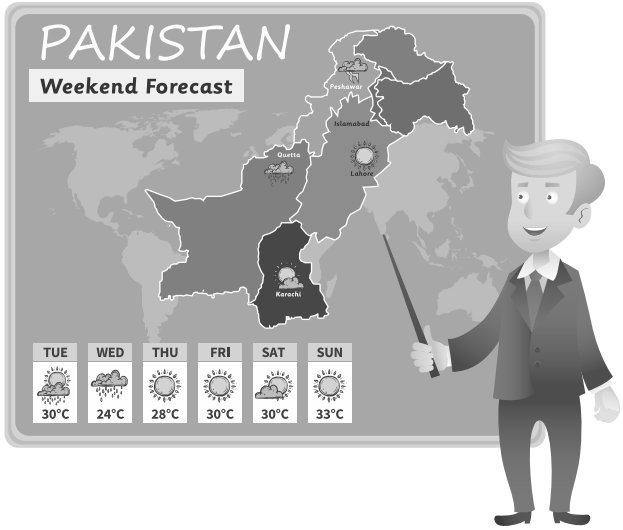 PAKISTAN
Weekend Forecast
Peshawar
Islamabad
Quetta
Lahore
Karachi
TUE WED THU FRI SAT SUN
30°C 24°C 28°C 30°C 30°C 33°C